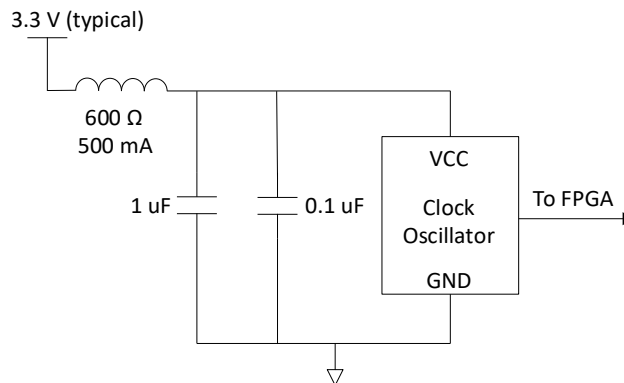 3.3 V (typical)
600 Ω
500 mA
1 uF
0.1 uF
VCC
Clock
Oscillator
GND
To FPGA